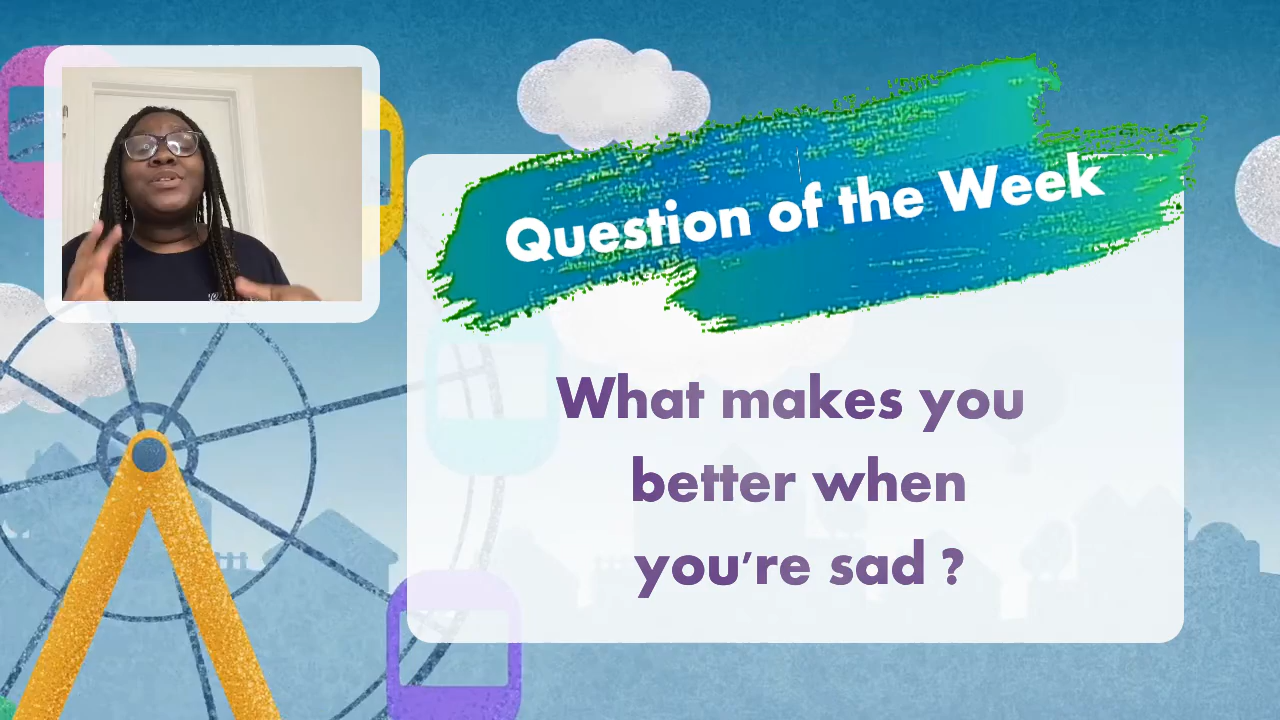 Question of the Week
What makes you
better when
you're sad ?